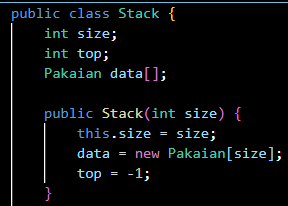 public class Stack {
    int size;
    int top;
    Pakaian data[];

    public Stack(int size) {
        this.size = size;
        data = new Pakaian[size];
        top = -1;
    }